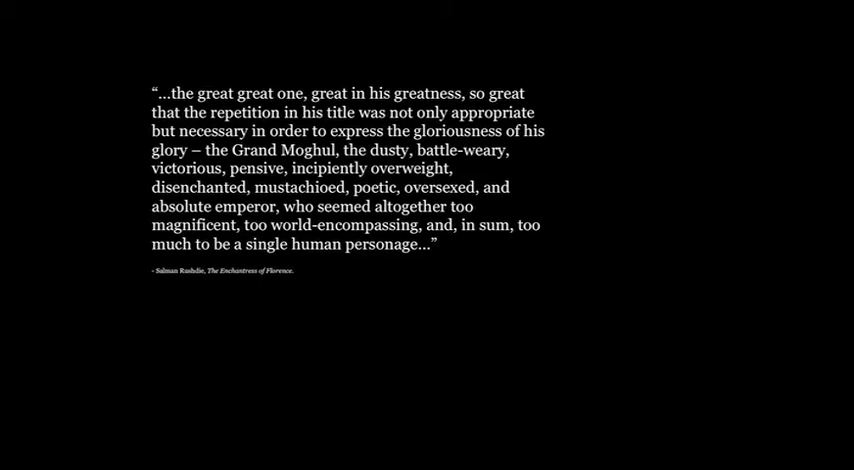 “...the great great one, great in his greatness, so great
that the repetition in his title was not only appropriate
but necessary in order to express the gloriousness of his
glory – the Grand Moghul, the dusty, battle-weary,
victorious, pensive, incipiently overweight,
disenchanted, mustachioed, poetic, oversexed, and
absolute emperor, who seemed altogether too
magnificent, too world-encompassing, and, in sum, too
much to be a single human personage...”
- Salman Rushdie, The Enchantress of Florence.